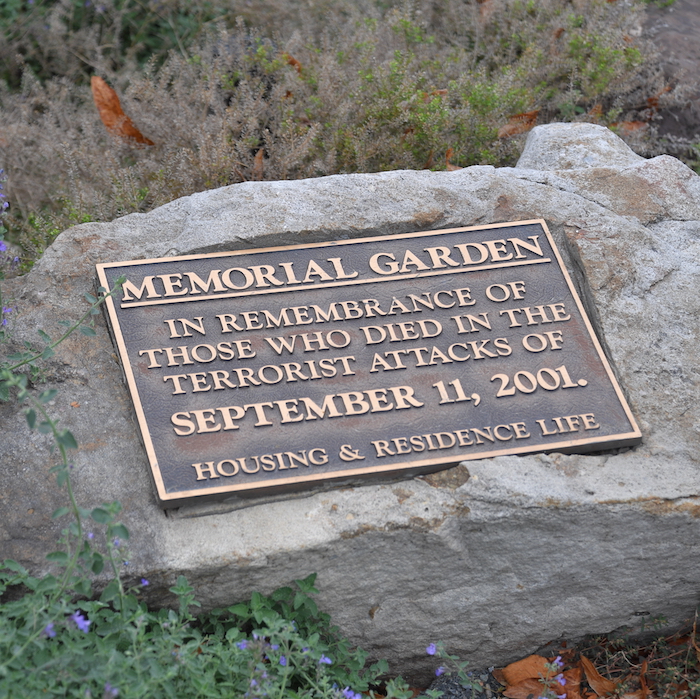 MEMORIAL GARDEN
IN REMEMBRANCE OF
THOSE WHO DIED IN THE
TERRORIST ATTACKS OF
SEPTEMBER 11, 2001.
HOUSING & RESIDENCE LIFE